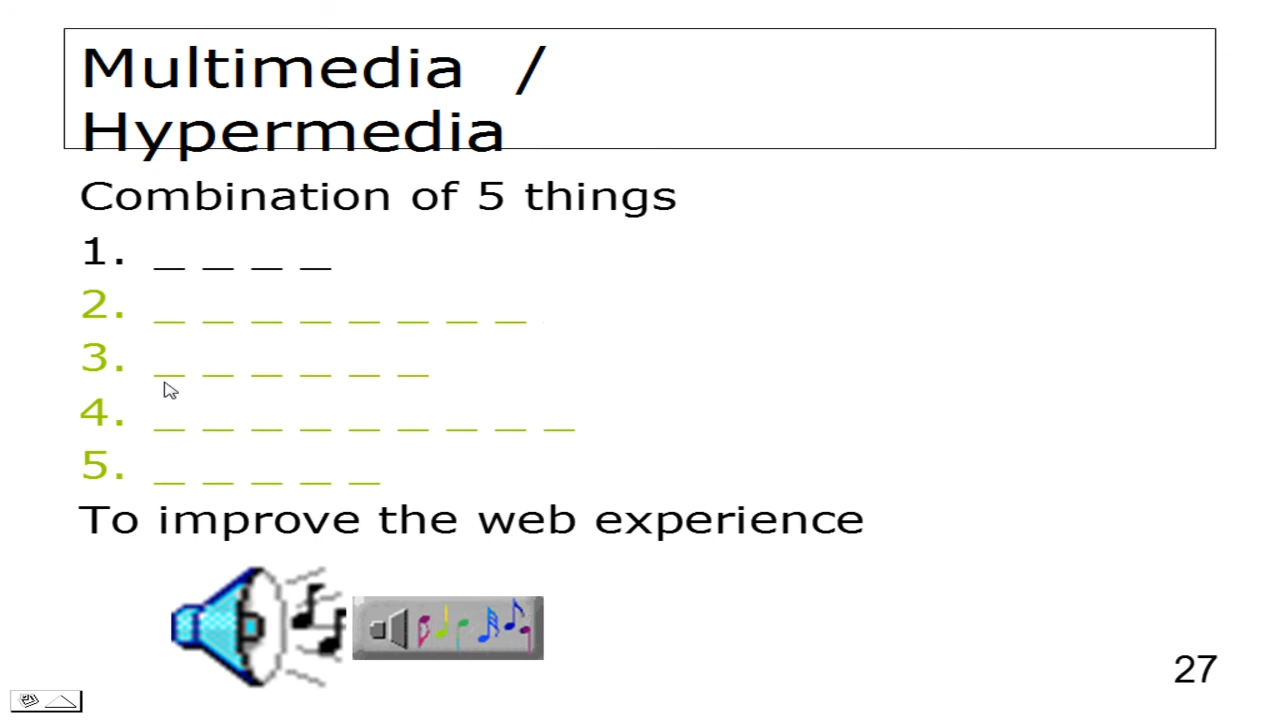 Multimedia /
Hypermedia
Combination of 5 things
1. _ _ _ _
2. _ _ _ _ _ _ _ _
3. _ _ _ _ _ _
4. _ _ _ _ _ _ _ _ _
5. _ _ _ _ _
To improve the web experience
27